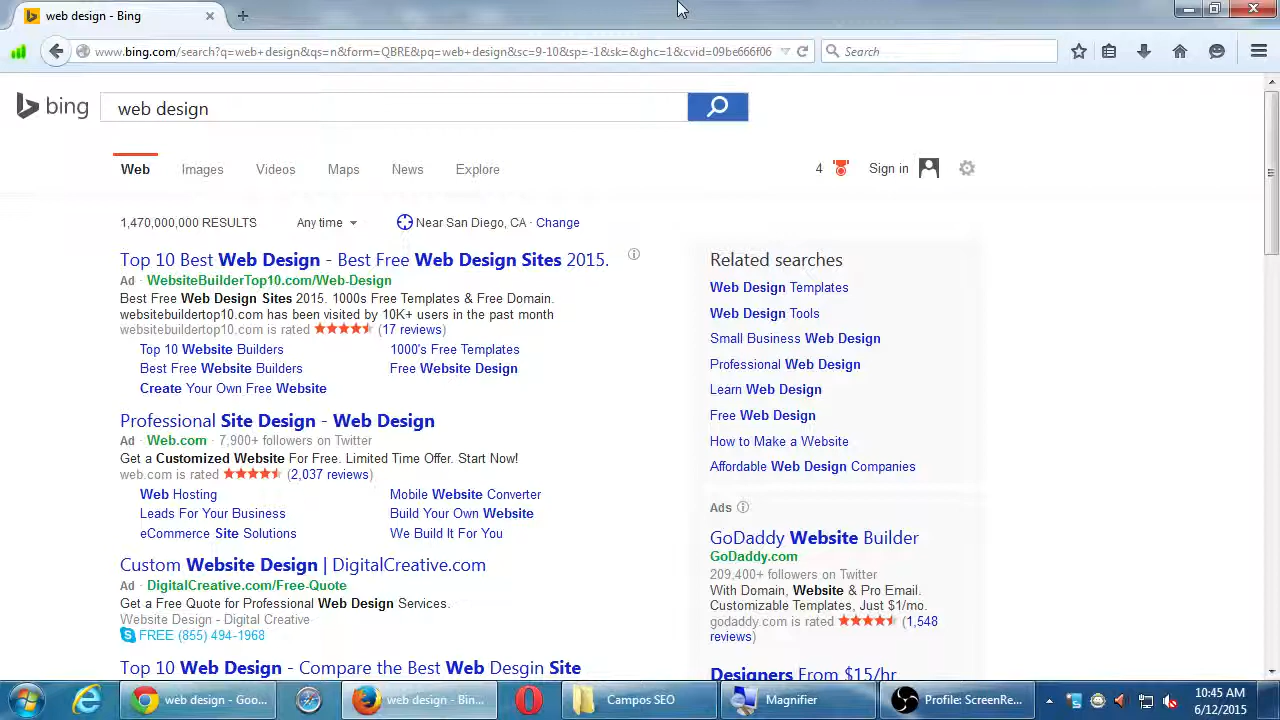 web design - Bing
www.bing.com/search?q=web+design&qs=n&form=QBRE&pq=web+design&sc=9-10&sp=-1&sk=&ghc=1&cvid=09be666f06
Search
bing
web design
Web Images Videos Maps News Explore
4 Sign in
1,470,000,000 RESULTS Any time Near San Diego, CA · Change
Top 10 Best Web Design - Best Free Web Design Sites 2015.
Ad · WebsiteBuilderTop10.com/Web-Design
Best Free Web Design Sites 2015. 1000s Free Templates & Free Domain.
websitebuildertop10.com has been visited by 10K+ users in the past month
websitebuildertop10.com is rated (17 reviews)
Top 10 Website Builders 1000's Free Templates
Best Free Website Builders Free Website Design
Create Your Own Free Website
Professional Site Design - Web Design
Ad · Web.com · 7,900+ followers on Twitter
Get a Customized Website For Free. Limited Time Offer. Start Now!
web.com is rated (2,037 reviews)
Web Hosting Mobile Website Converter
Leads For Your Business Build Your Own Website
eCommerce Site Solutions We Build It For You
Custom Website Design | DigitalCreative.com
Ad · DigitalCreative.com/Free-Quote
Get a Free Quote for Professional Web Design Services.
Website Design - Digital Creative
FREE (855) 494-1968
Top 10 Web Design - Compare the Best Web Desgin Site
Related searches
Web Design Templates
Web Design Tools
Small Business Web Design
Professional Web Design
Learn Web Design
Free Web Design
How to Make a Website
Affordable Web Design Companies
Ads
GoDaddy Website Builder
GoDaddy.com
209,400+ followers on Twitter
With Domain, Website & Pro Email.
Customizable Templates, Just $1/mo.
godaddy.com is rated (1,548
reviews)
Designers From $15/hr
web design - Goo... web design - Bin... Campos SEO Magnifier Profile: ScreenRe...
10:45 AM
6/12/2015